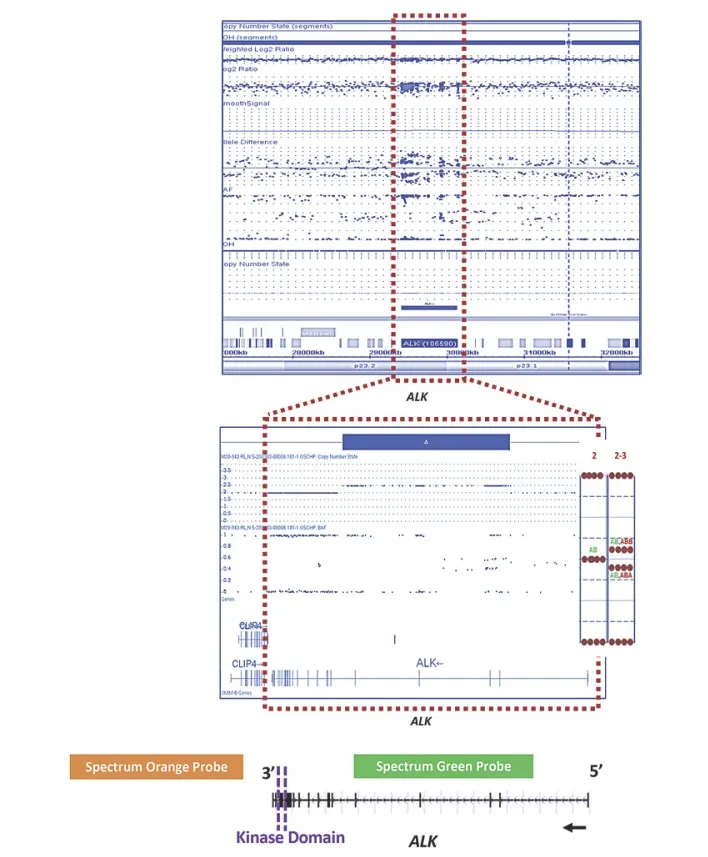 opy Number State (segments)
OH (segments)
eighted Log2 Ratio
og2 Ratio
moothSignal
llele Difference
AF
OH
opy Number State
ALK (105590)
000kb 28000kb 29000kb 30000kb 31000kb 32000kb
p23.2 p23.1
ALK
2 2-3
3.5
3
2.5
2
1.5
1
0.5
0
1
0.8
0.6
0.4
0.2
0
AB
AB,ABB
AB,ABA
Genes
CLIP4→
CLIP4→ ALK←
ALK
Spectrum Orange Probe
Spectrum Green Probe
3’ 5’
Kinase Domain
ALK